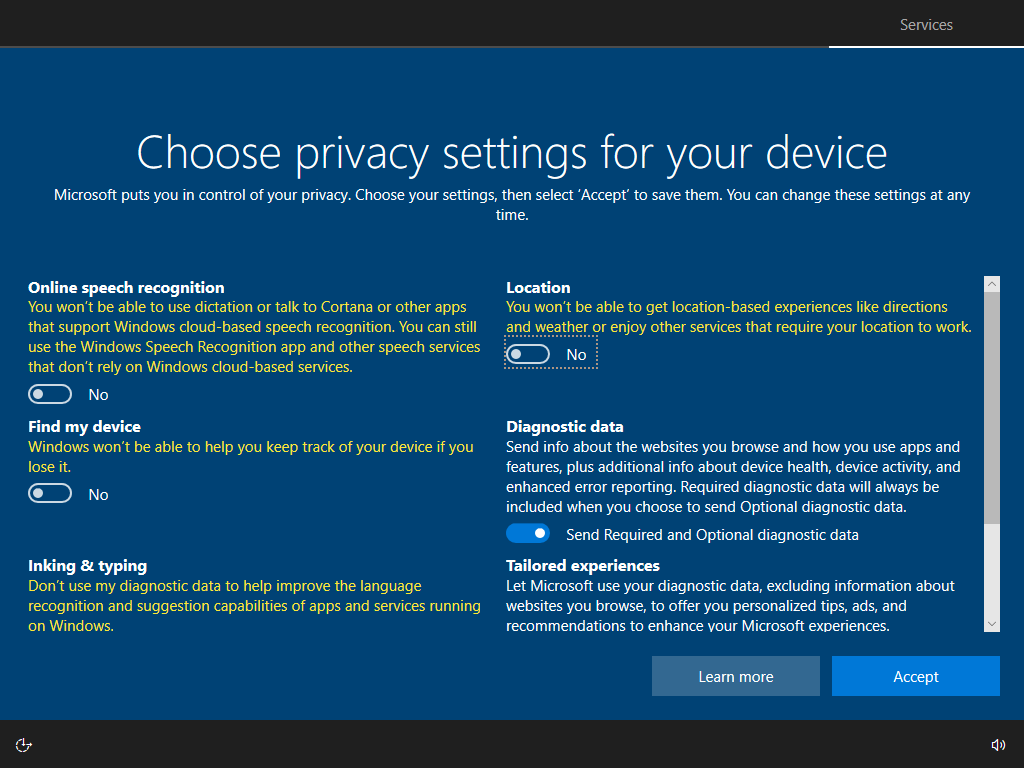 Services
Choose privacy settings for your device
Microsoft puts you in control of your privacy. Choose your settings, then select ‘Accept’ to save them. You can change these settings at any
time.
Online speech recognition
You won’t be able to use dictation or talk to Cortana or other apps
that support Windows cloud-based speech recognition. You can still
use the Windows Speech Recognition app and other speech services
that don’t rely on Windows cloud-based services.
No
Location
You won’t be able to get location-based experiences like directions
and weather or enjoy other services that require your location to work.
No
Find my device
Windows won’t be able to help you keep track of your device if you
lose it.
No
Diagnostic data
Send info about the websites you browse and how you use apps and
features, plus additional info about device health, device activity, and
enhanced error reporting. Required diagnostic data will always be
included when you choose to send Optional diagnostic data.
Send Required and Optional diagnostic data
Inking & typing
Don’t use my diagnostic data to help improve the language
recognition and suggestion capabilities of apps and services running
on Windows.
Tailored experiences
Let Microsoft use your diagnostic data, excluding information about
websites you browse, to offer you personalized tips, ads, and
recommendations to enhance your Microsoft experiences.
Learn more
Accept